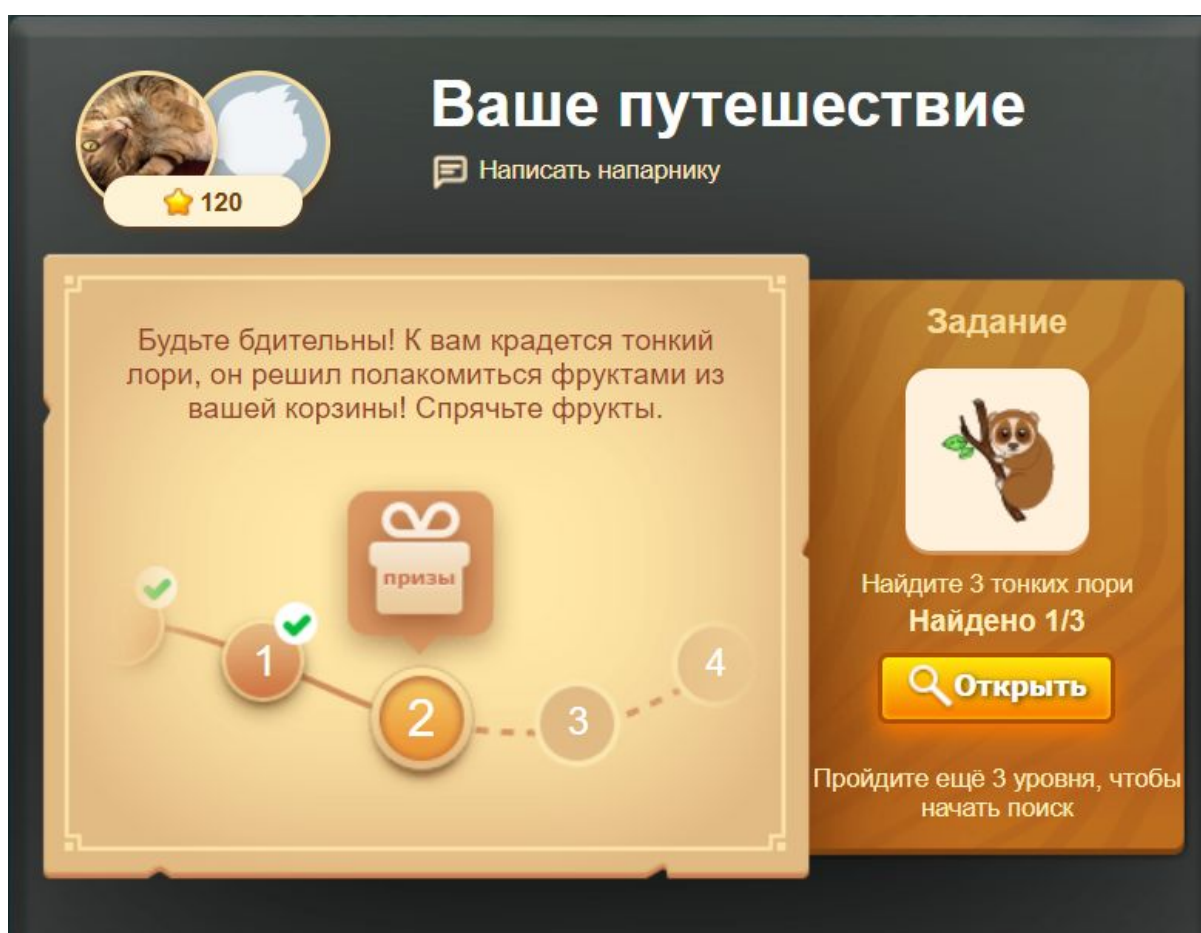 Ваше путешествие
Написать напарнику
120
Будьте бдительны! К вам крадется тонкий
лори, он решил полакомиться фруктами из
вашей корзины! Спрячьте фрукты.
призы
1
2
3
4
Задание
Найдите 3 тонких лори
Найдено 1/3
Открыть
Пройдите ещё 3 уровня, чтобы
начать поиск